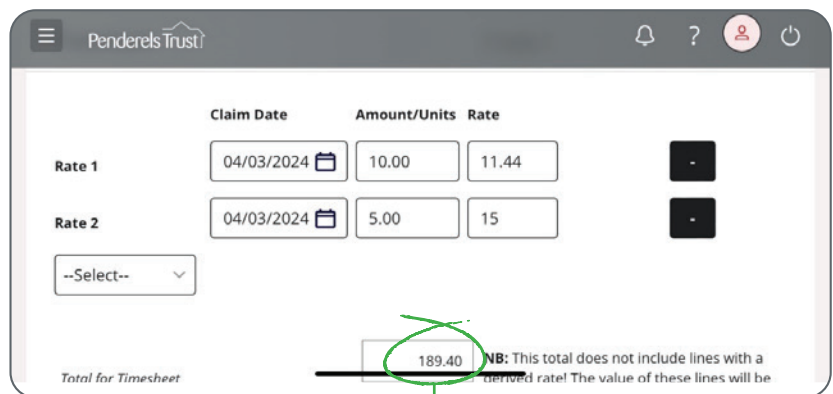 Penderels Trust
?
Claim Date Amount/Units Rate
Rate 1 04/03/2024 10.00 11.44 -
Rate 2 04/03/2024 5.00 15 -
--Select--
189.40 NB: This total does not include lines with a
Total for Timesheet derived rate! The value of these lines will be